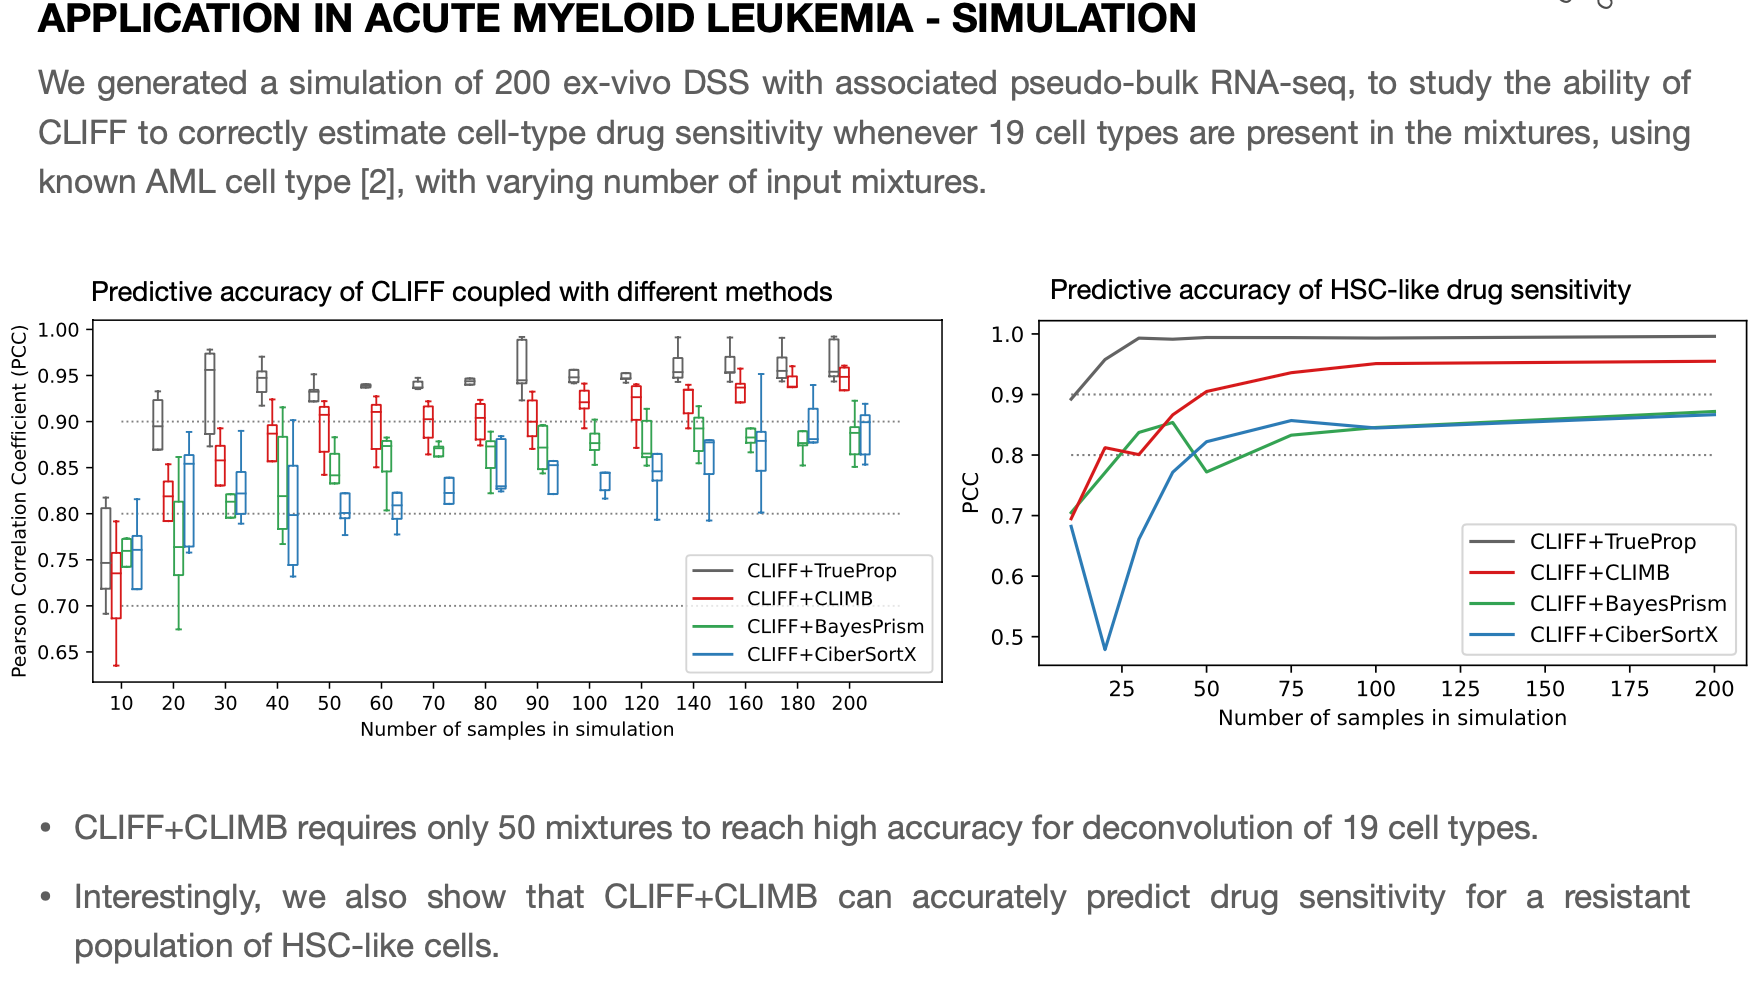 APPLICATION IN ACUTE MYELOID LEUKEMIA - SIMULATION
We generated a simulation of 200 ex-vivo DSS with associated pseudo-bulk RNA-seq, to study the ability of
CLIFF to correctly estimate cell-type drug sensitivity whenever 19 cell types are present in the mixtures, using
known AML cell type [2], with varying number of input mixtures.
Predictive accuracy of CLIFF coupled with different methods
Pearson Correlation Coefficient (PCC)
1.00
0.95
0.90
0.85
0.80
0.75
0.70
0.65
CLIFF+TrueProp
CLIFF+CLIMB
CLIFF+BayesPrism
CLIFF+CiberSortX
10 20 30 40 50 60 70 80 90 100 120 140 160 180 200
Number of samples in simulation
Predictive accuracy of HSC-like drug sensitivity
PCC
1.0
0.9
0.8
0.7
0.6
0.5
CLIFF+TrueProp
CLIFF+CLIMB
CLIFF+BayesPrism
CLIFF+CiberSortX
25 50 75 100 125 150 175 200
Number of samples in simulation
• CLIFF+CLIMB requires only 50 mixtures to reach high accuracy for deconvolution of 19 cell types.
• Interestingly, we also show that CLIFF+CLIMB can accurately predict drug sensitivity for a resistant
population of HSC-like cells.